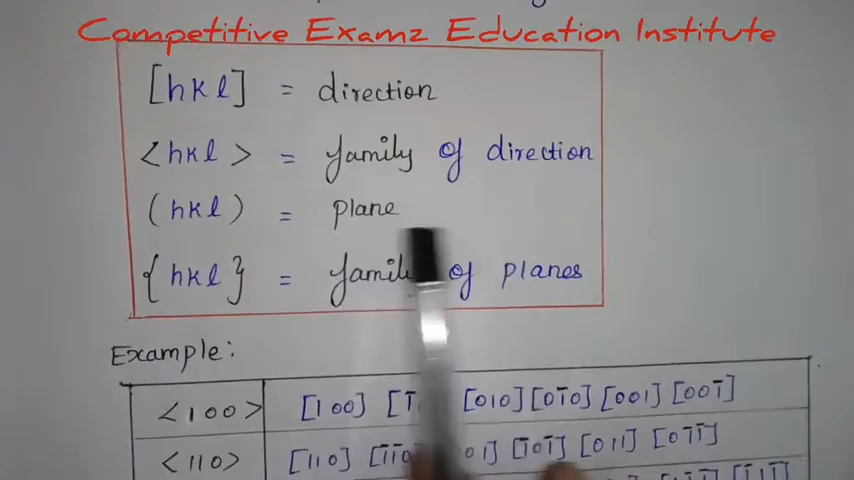 Competitive Examz Education Institute
[hkl] = direction
<hkl> = family of direction
(hkl) = plane
{hkl} = family of planes
Example:
<100> [100] [010] [01̄0] [001] [001̄]
<110> [110] [1̄01̄] [011] [01̄1̄]